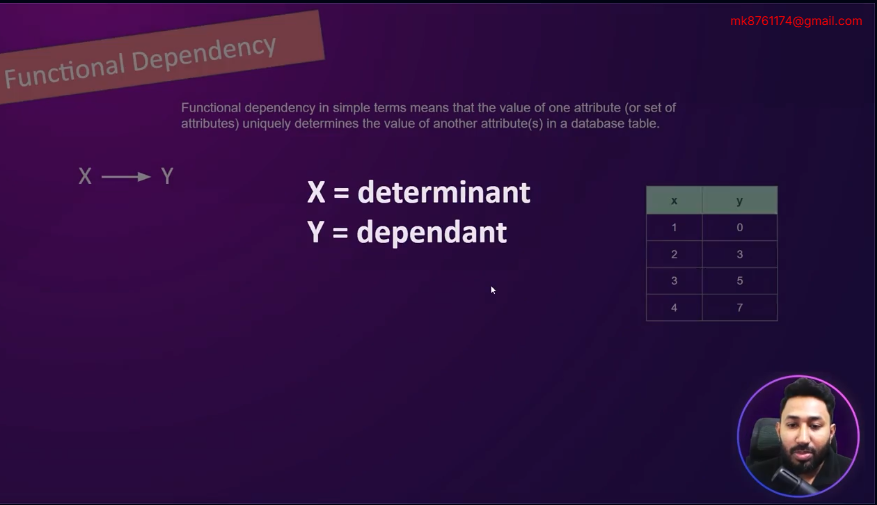 mk8761174@gmail.com
Functional Dependency
Functional dependency in simple terms means that the value of one attribute (or set of
attributes) uniquely determines the value of another attribute(s) in a database table.
X → Y
X = determinant
Y = dependant
x y
1 0
2 3
3 5
4 7